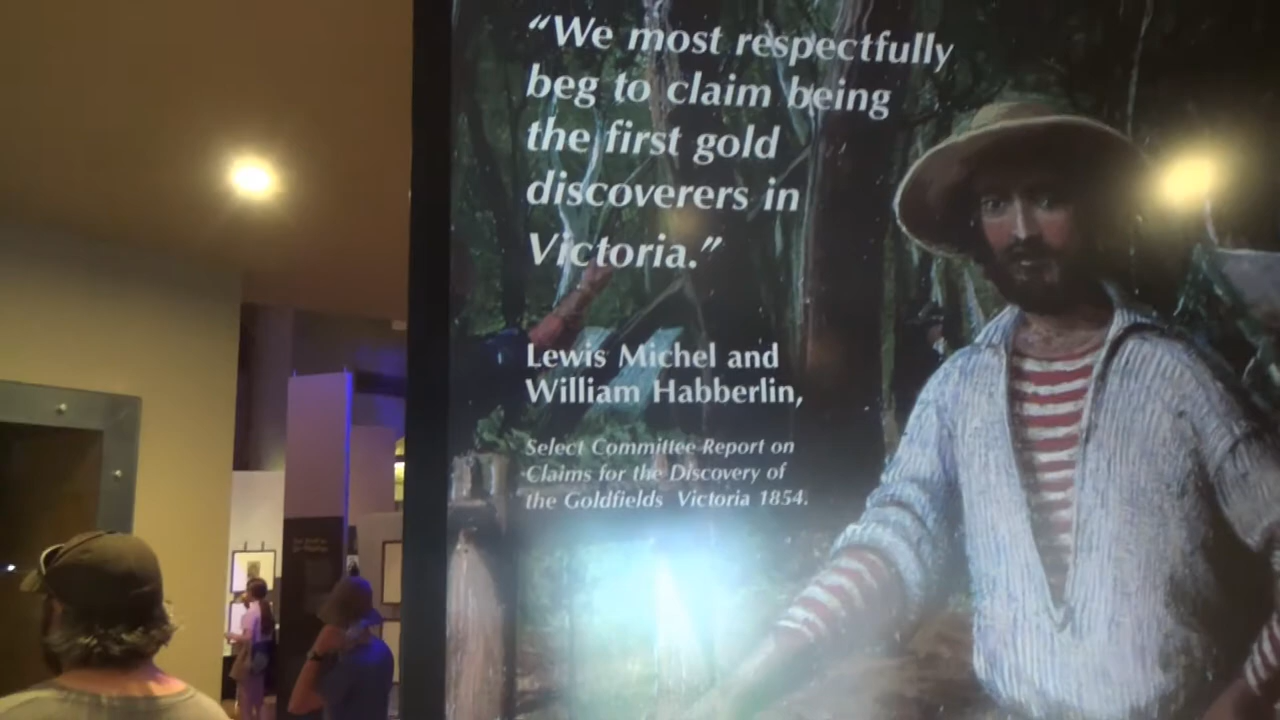 “We most respectfully
beg to claim being
the first gold
discoverers in
Victoria.”
Lewis Michel and
William Habberlin,
Select Committee Report on
Claims for the Discovery of
the Goldfields Victoria 1854.